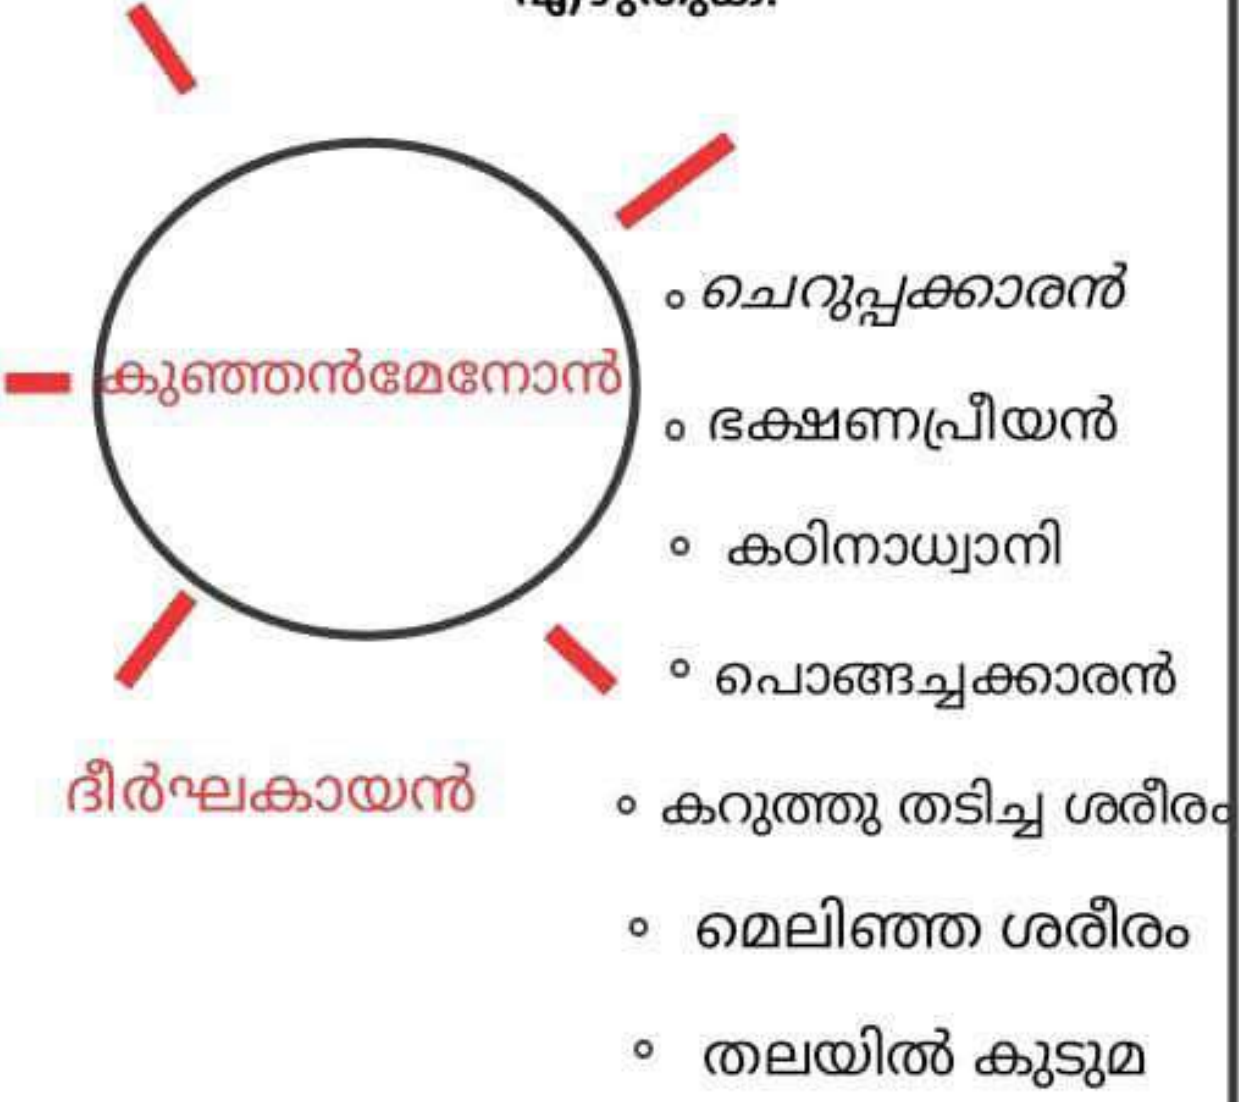 ചെറുപ്പക്കാരൻ
കുഞ്ഞൻമേനോൻ
ഭക്ഷണപ്രീയൻ
കഠിനാധ്വാനി
പൊങ്ങച്ചക്കാരൻ
ദീർഘകായൻ
കറുത്തു തടിച്ച ശരീരം
മെലിഞ്ഞ ശരീരം
തലയിൽ കുടുമ